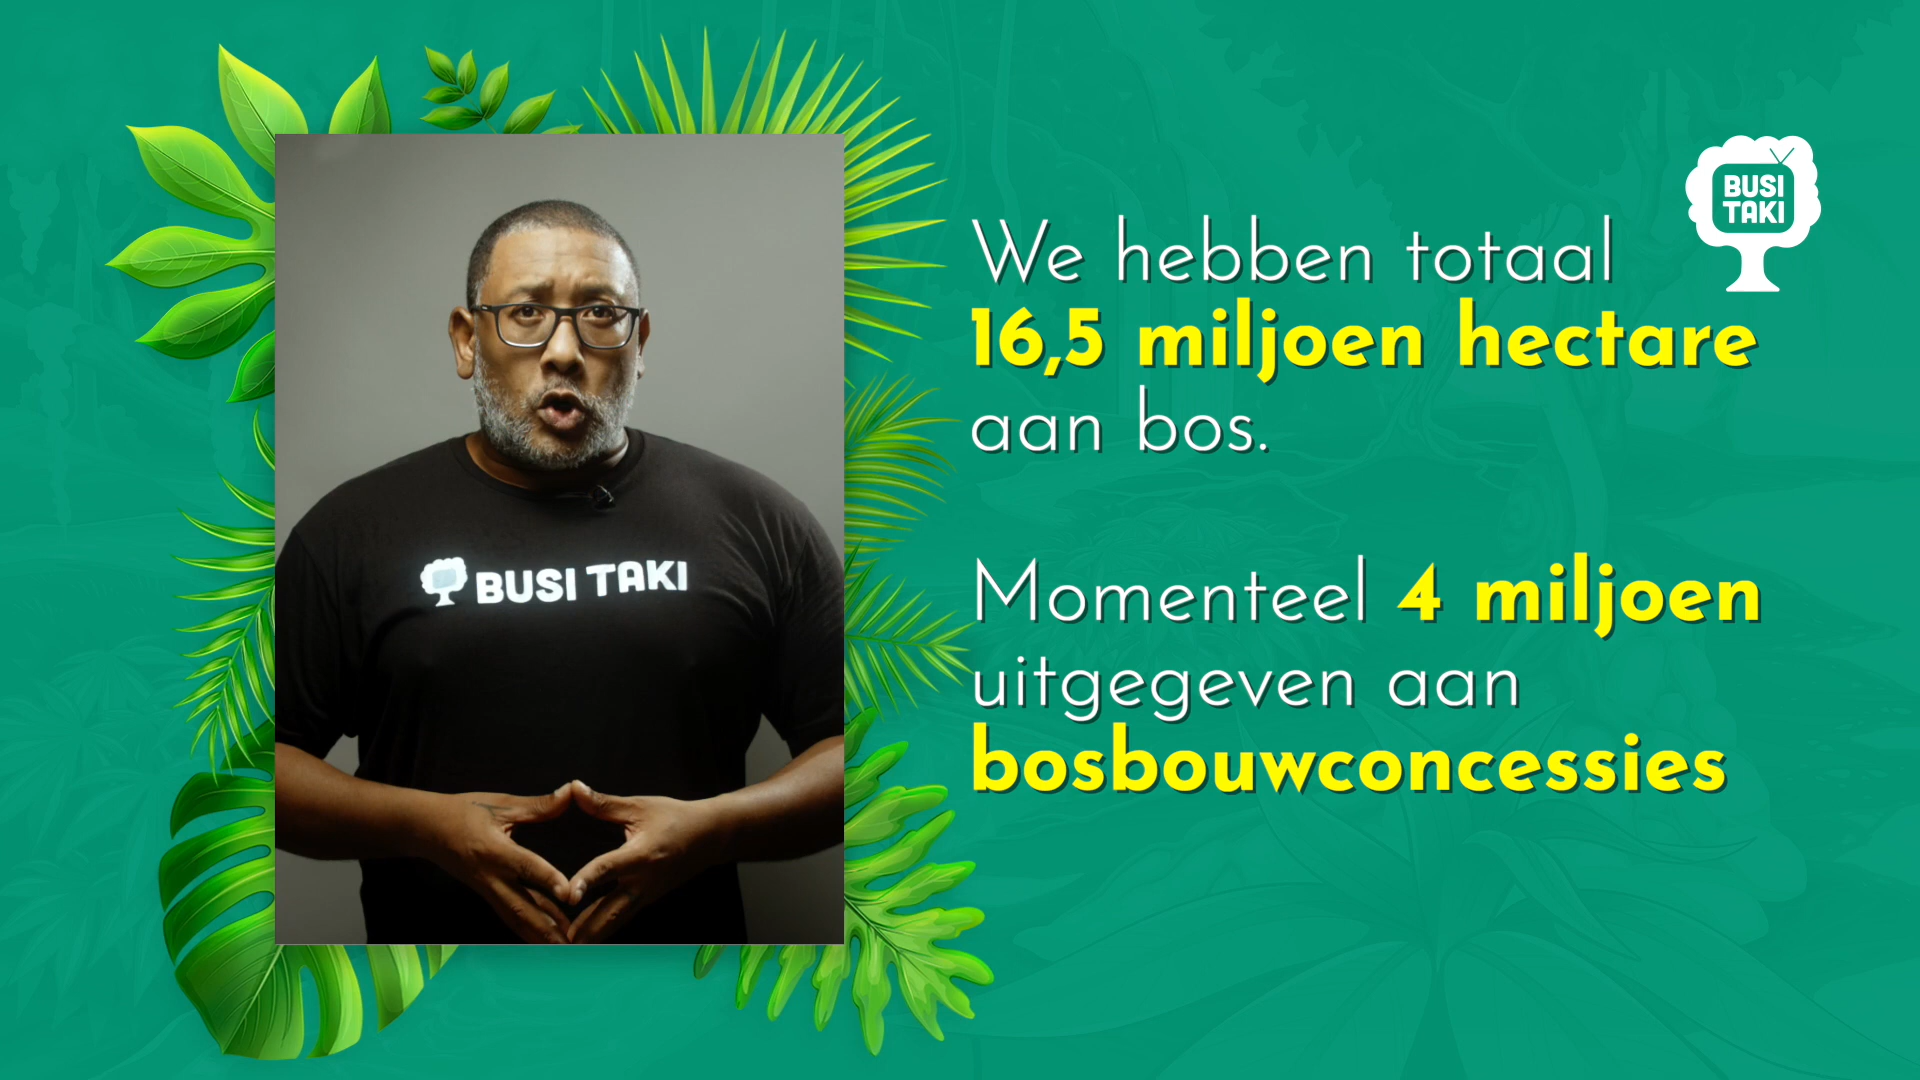 BUSI
TAKI
We hebben totaal
16,5 miljoen hectare
aan bos.
Momenteel 4 miljoen
uitgegeven aan
bosbouwconcessies
BUSI TAKI